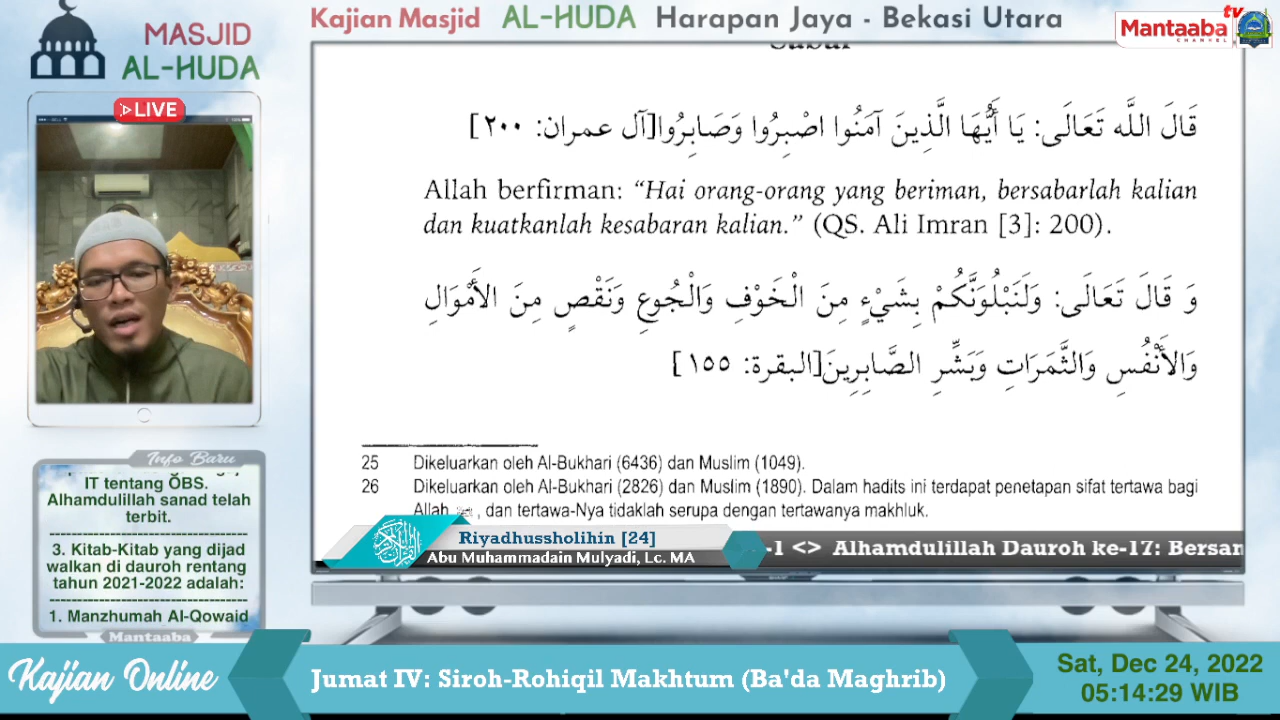 MASJID
AL-HUDA
Kajian Masjid AL-HUDA Harapan Jaya - Bekasi Utara
Mantaaba tv
CHANNEL
LIVE
قَالَ اللَّه تَعَالَى: يَا أَيُّهَا الَّذِينَ آمَنُوا اصْبِرُوا وَصَابِرُوا[آل عمران: ٢٠٠]
Allah berfirman: “Hai orang-orang yang beriman, bersabarlah kalian
dan kuatkanlah kesabaran kalian.” (QS. Ali Imran [3]: 200).
وَ قَالَ تَعَالَى: وَلَنَبْلُوَنَّكُمْ بِشَيْءٍ مِنَ الْخَوْفِ وَالْجُوعِ وَنَقْصٍ مِنَ الأَمْوَالِ
وَالأَنْفُسِ وَالثَّمَرَاتِ وَبَشِّرِ الصَّابِرِينَ[البقرة: ١٥٥]
25 Dikeluarkan oleh Al-Bukhari (6436) dan Muslim (1049).
26 Dikeluarkan oleh Al-Bukhari (2826) dan Muslim (1890). Dalam hadits ini terdapat penetapan sifat tertawa bagi
Allah , dan tertawa-Nya tidaklah serupa dengan tertawanya makhluk.
Riyadhussholihin [24]
Abu Muhammadain Mulyadi, Lc. MA
-1 <> Alhamdulillah Dauroh ke-17: Bersan
Info Baru
IT tentang OBS.
Alhamdulillah sanad telah
terbit.
3. Kitab-Kitab yang dijad
walkan di dauroh rentang
tahun 2021-2022 adalah:
1. Manzhumah Al-Qowaid
Mantaaba
Kajian Online
Jumat IV: Siroh-Rohiqil Makhtum (Ba'da Maghrib)
Sat, Dec 24, 2022
05:14:29 WIB